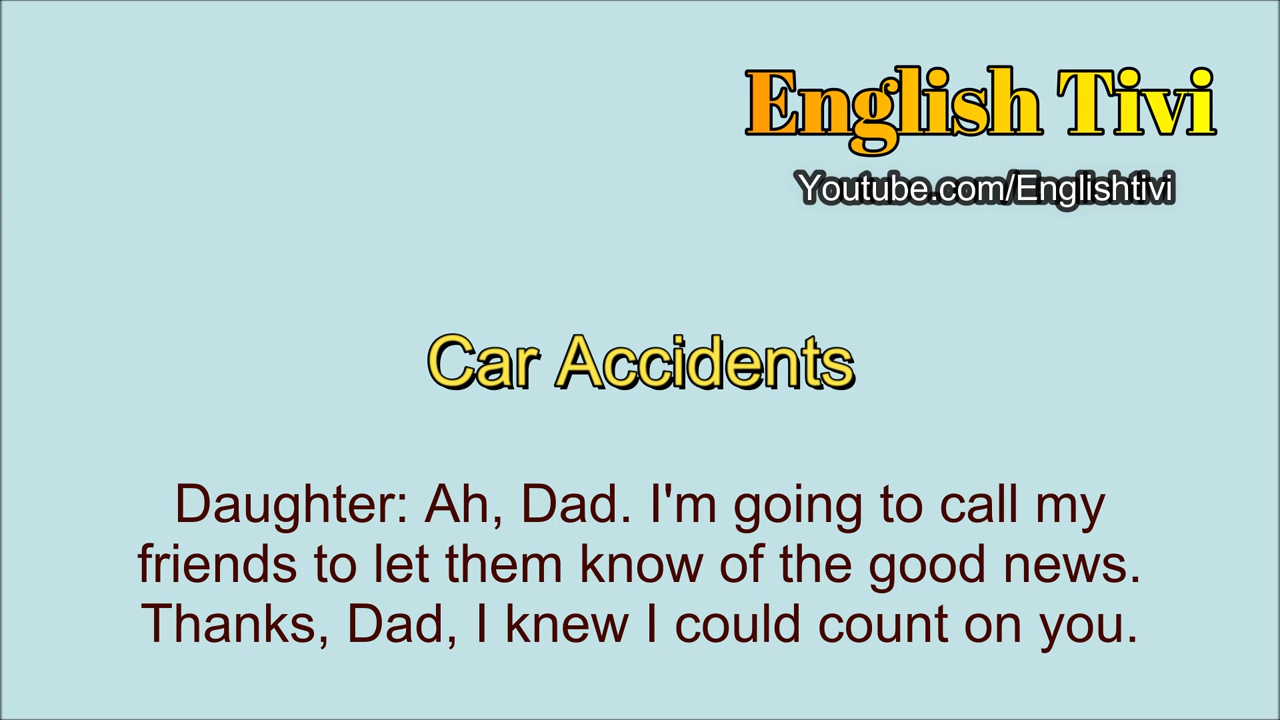 English Tivi
Youtube.com/Englishtivi
Car Accidents
Daughter: Ah, Dad. I'm going to call my
friends to let them know of the good news.
Thanks, Dad, I knew I could count on you.